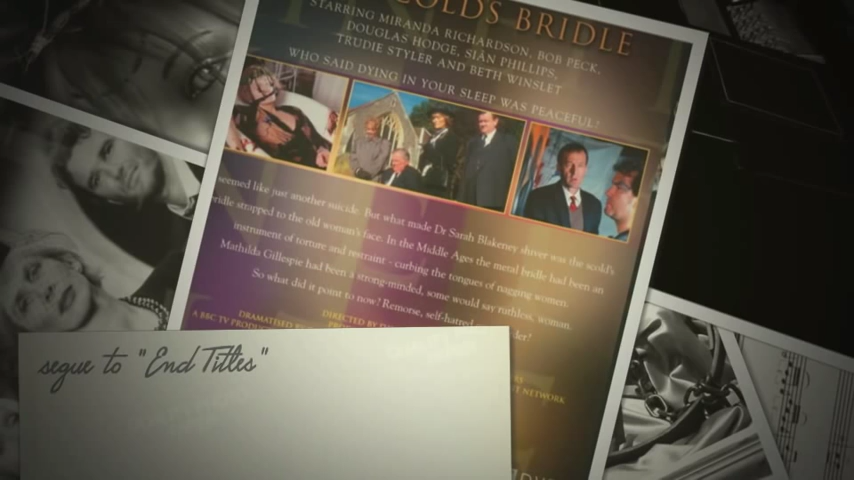 COLDS BRIDLE
STARRING MIRANDA RICHARDSON, BOB PECK,
DOUGLAS HODGE, SIÂN PHILLIPS,
TRUDIE STYLER AND BETH WINSLET
WHO SAID DYING IN YOUR SLEEP WAS PEACEFUL?
seemed like just another suicide. But what made Dr Sarah Blakeney shiver was the scold's
bridle strapped to the old woman's face. In the Middle Ages the metal bridle had been an
instrument of torture and restraint - curbing the tongues of nagging women.
Mathilda Gillespie had been a strong-minded, some would say ruthless, woman.
So what did it point to now? Remorse, self-hatred
DRAMATISED
DIRECTED BY
A BBC TV
NETWORK
segue to "End Titles"